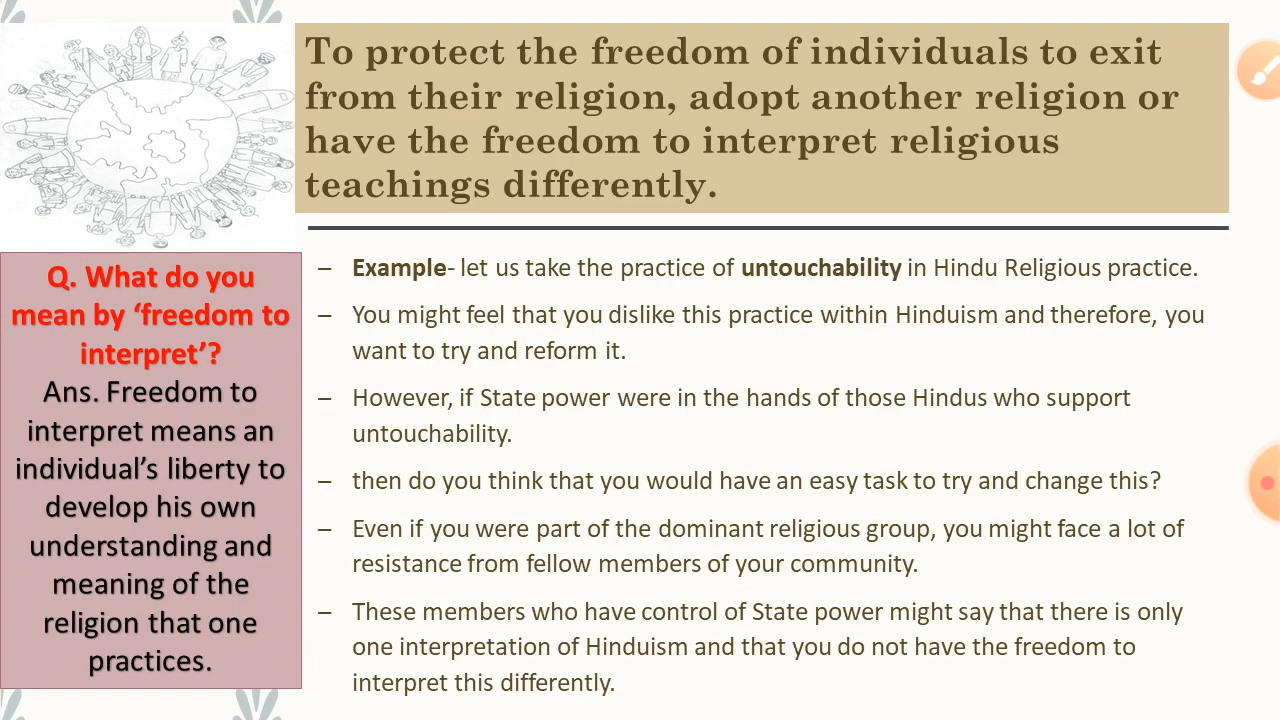 To protect the freedom of individuals to exit
from their religion, adopt another religion or
have the freedom to interpret religious
teachings differently.
Q. What do you
mean by ‘freedom to
interpret’?
Ans. Freedom to
interpret means an
individual’s liberty to
develop his own
understanding and
meaning of the
religion that one
practices.
– Example- let us take the practice of untouchability in Hindu Religious practice.
– You might feel that you dislike this practice within Hinduism and therefore, you
want to try and reform it.
– However, if State power were in the hands of those Hindus who support
untouchability.
– then do you think that you would have an easy task to try and change this?
– Even if you were part of the dominant religious group, you might face a lot of
resistance from fellow members of your community.
– These members who have control of State power might say that there is only
one interpretation of Hinduism and that you do not have the freedom to
interpret this differently.